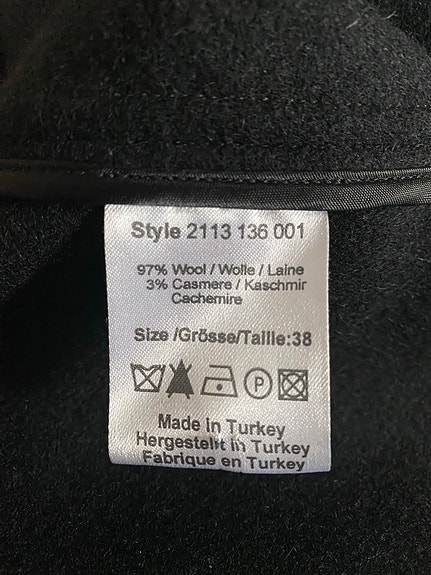 Style 2113 136 001
97% Wool / Wolle / Laine
3% Casmere / Kaschmir
Cachemire
Size /Grösse/Taille:38
P
Made in Turkey
Hergestellt in Turkey
Fabrique en Turkey